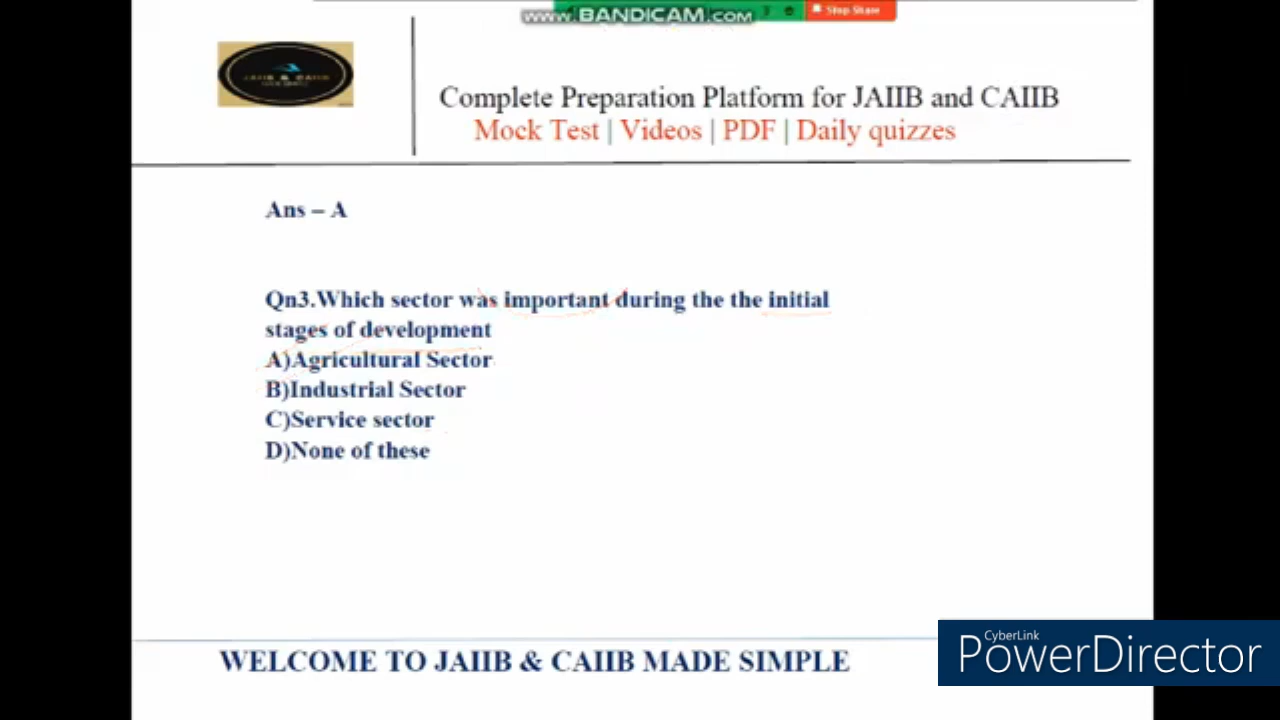 www.BANDICAM.com
Stop Share
JAIIB & CAIIB
Complete Preparation Platform for JAIIB and CAIIB
Mock Test | Videos | PDF | Daily quizzes
Ans – A
Qn3.Which sector was important during the the initial
stages of development
A)Agricultural Sector
B)Industrial Sector
C)Service sector
D)None of these
CyberLink
PowerDirector
WELCOME TO JAIIB & CAIIB MADE SIMPLE